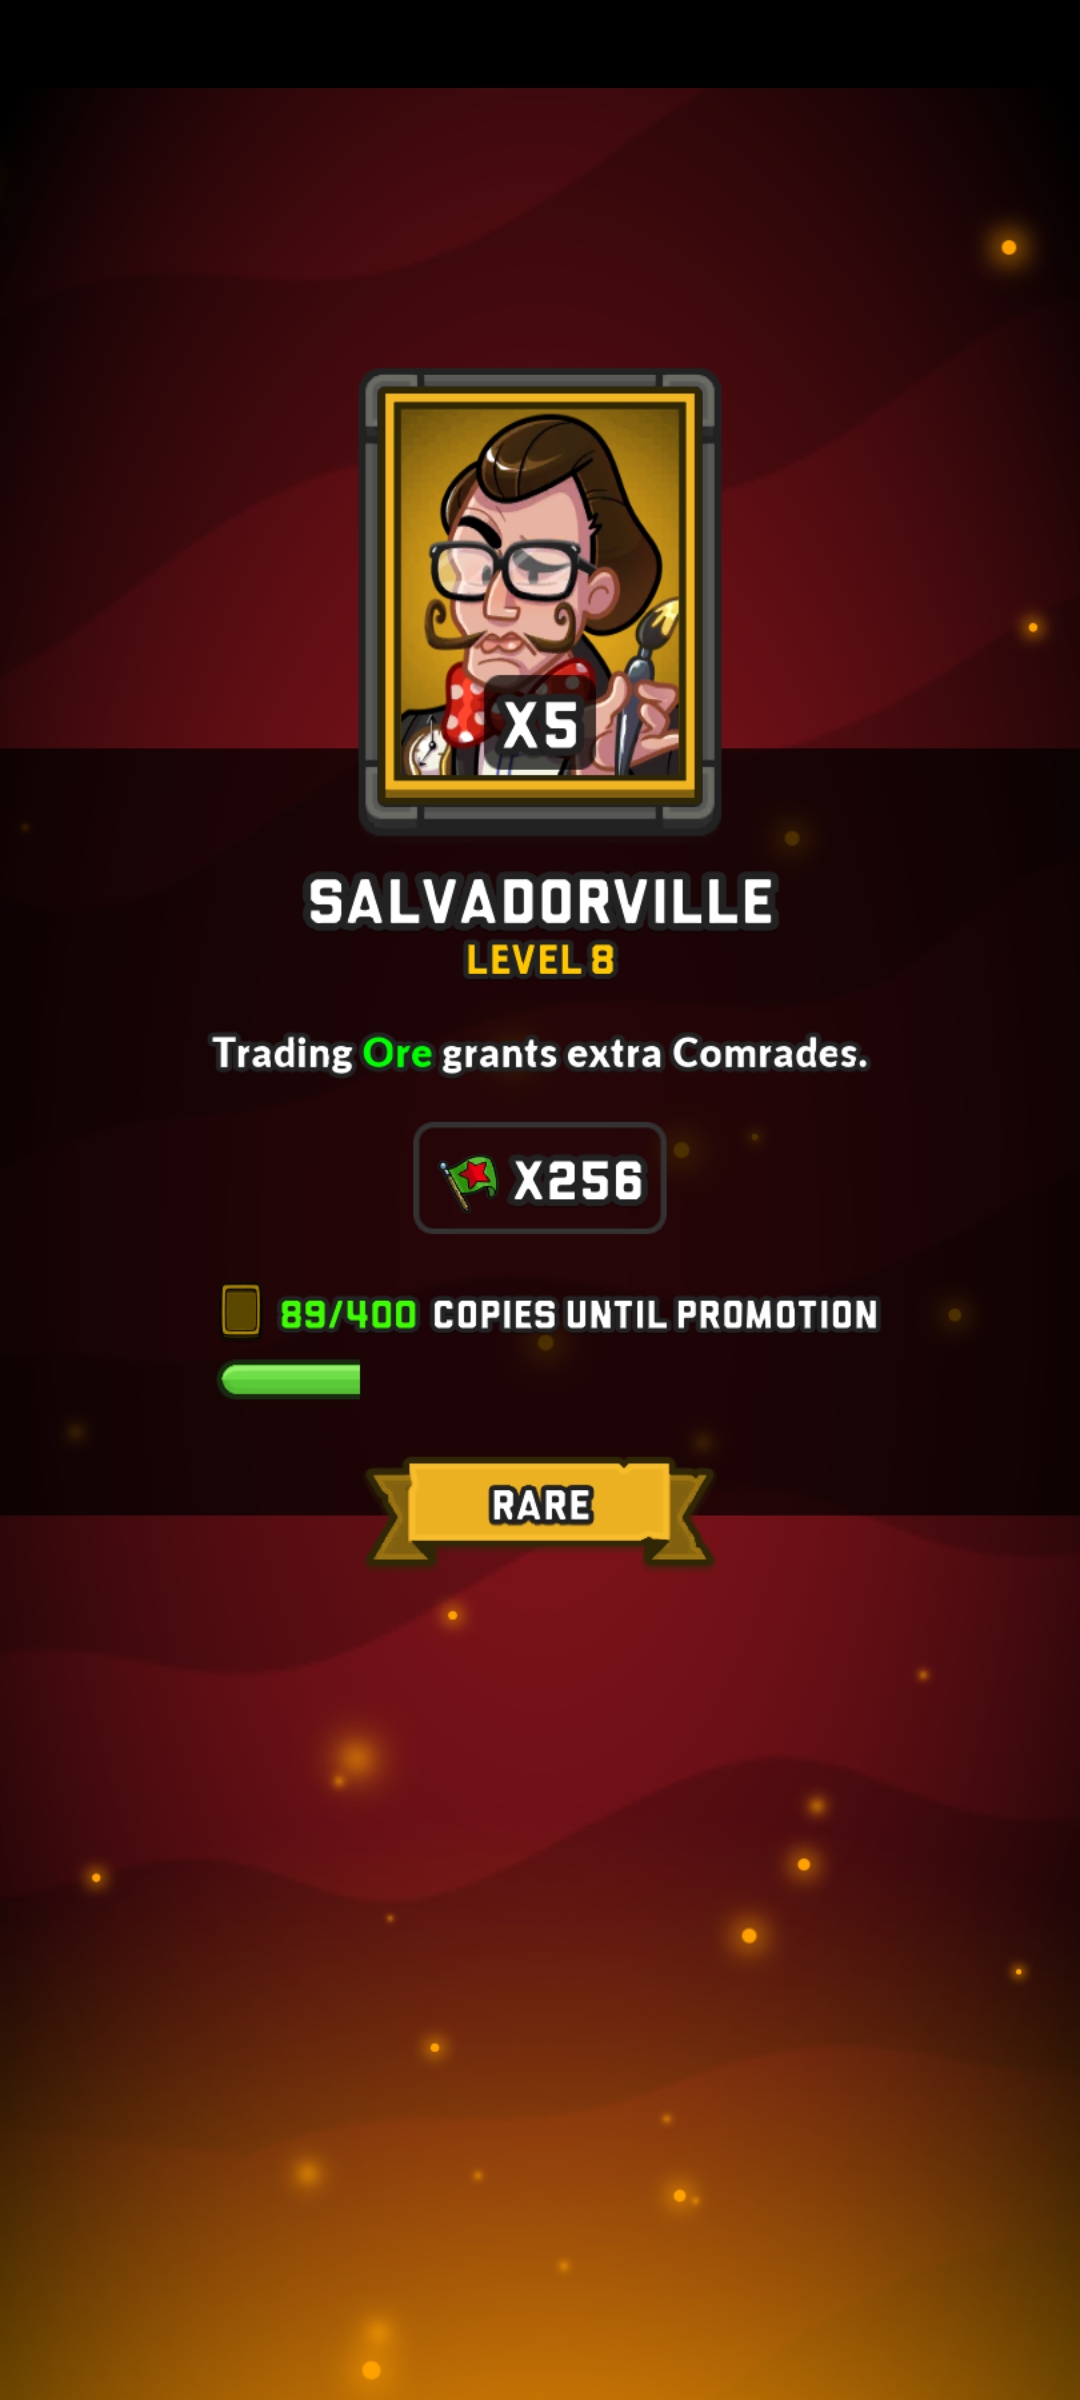 X5
SALVADORVILLE
LEVEL 8
Trading Ore grants extra Comrades.
X256
89/400 COPIES UNTIL PROMOTION
RARE